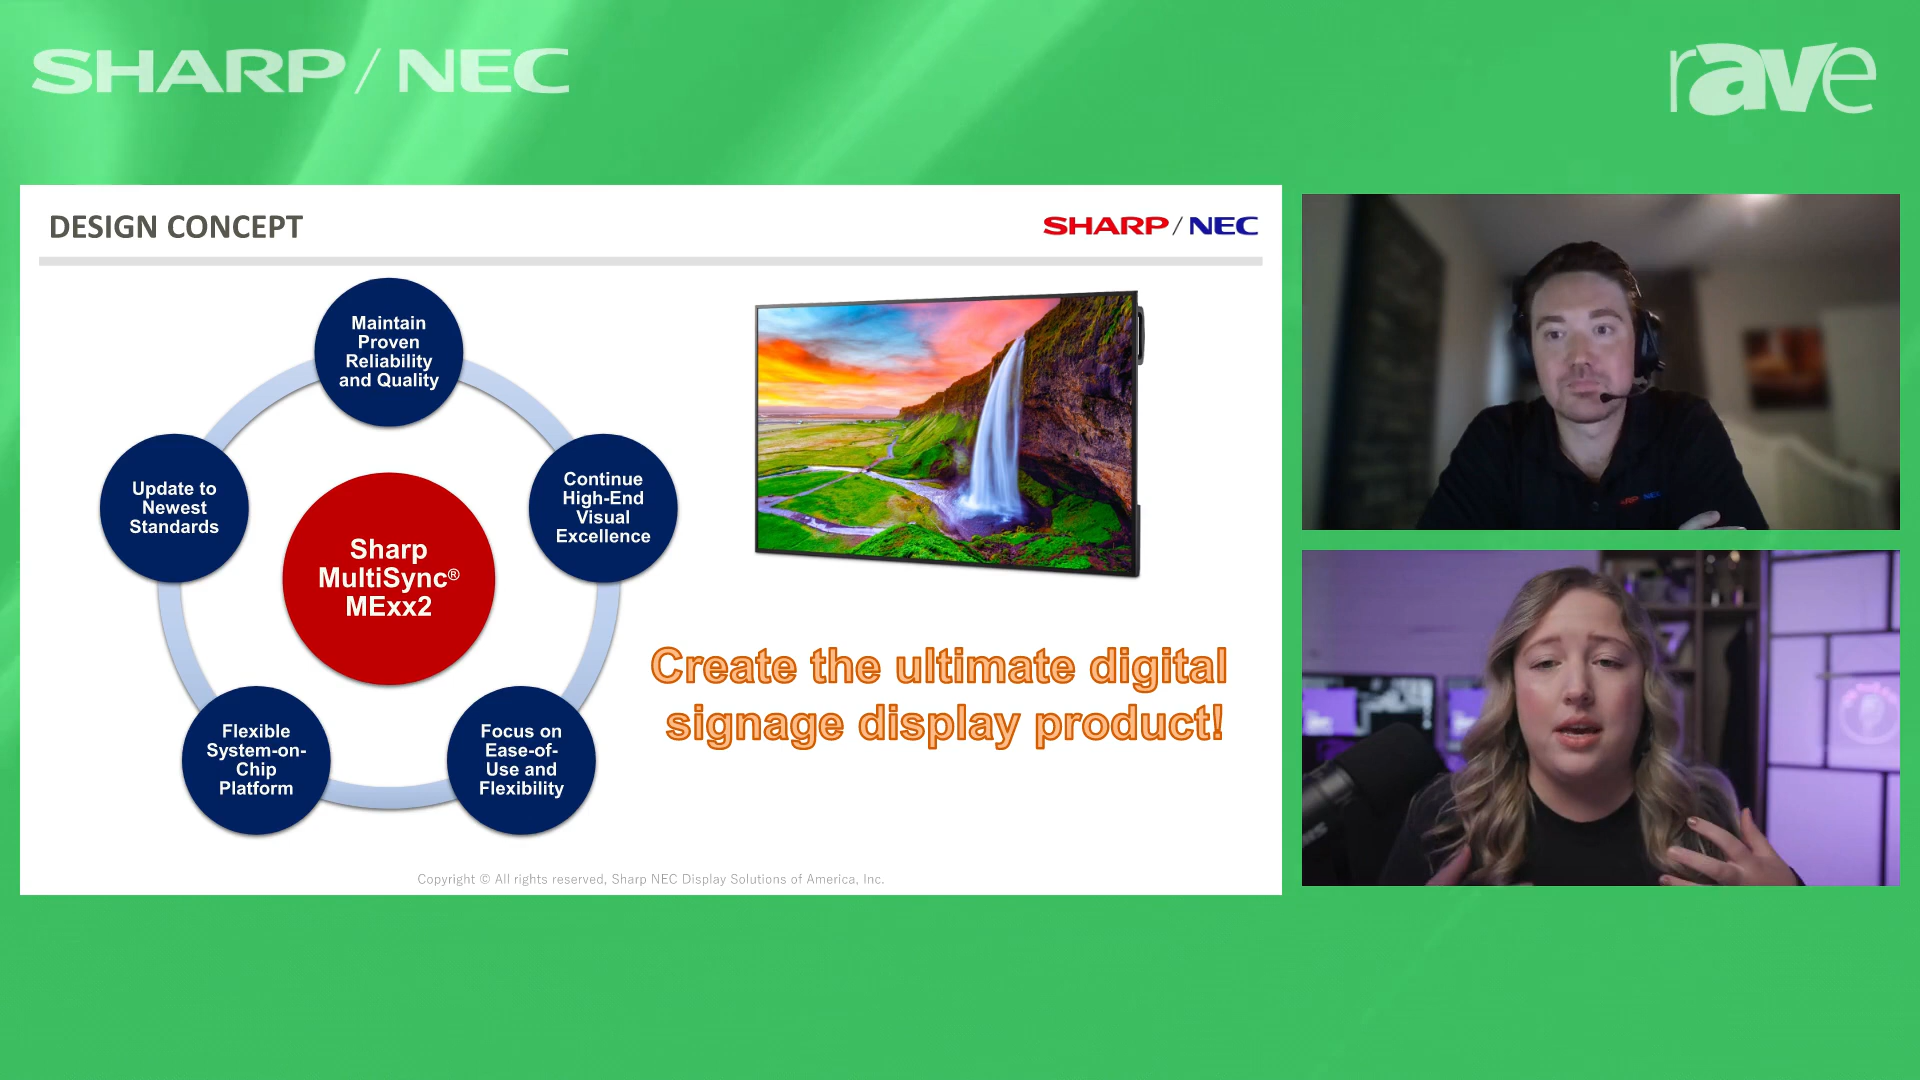 SHARP/NEC
rave
DESIGN CONCEPT
SHARP/NEC
Maintain
Proven
Reliability
and Quality
Update to
Newest
Standards
Continue
High-End
Visual
Excellence
Sharp
MultiSync®
MExx2
Flexible
System-on-
Chip
Platform
Focus on
Ease-of-
Use and
Flexibility
Create the ultimate digital
signage display product!
Copyright © All rights reserved, Sharp NEC Display Solutions of America, Inc.
SHARP NEC